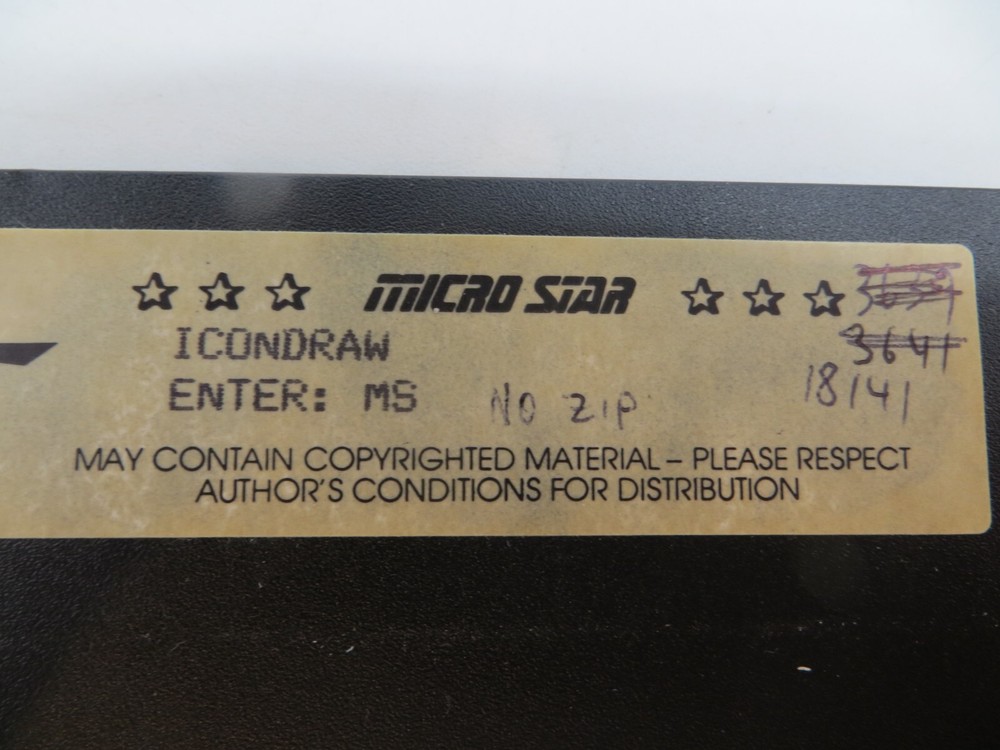 MICRO STAR
ICONDRAW
3641
ENTER: MS NO ZIP 18141
MAY CONTAIN COPYRIGHTED MATERIAL – PLEASE RESPECT
AUTHOR'S CONDITIONS FOR DISTRIBUTION